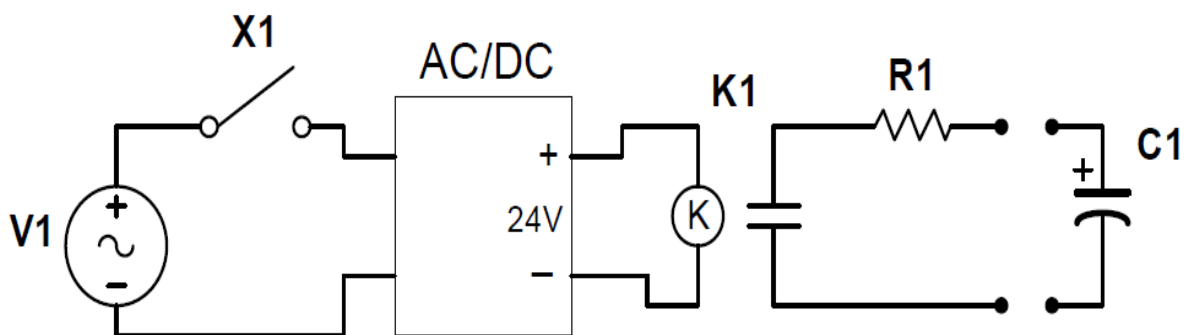 X1
AC/DC
K1
R1
C1
V1
+
−
+
24V
−
K
+